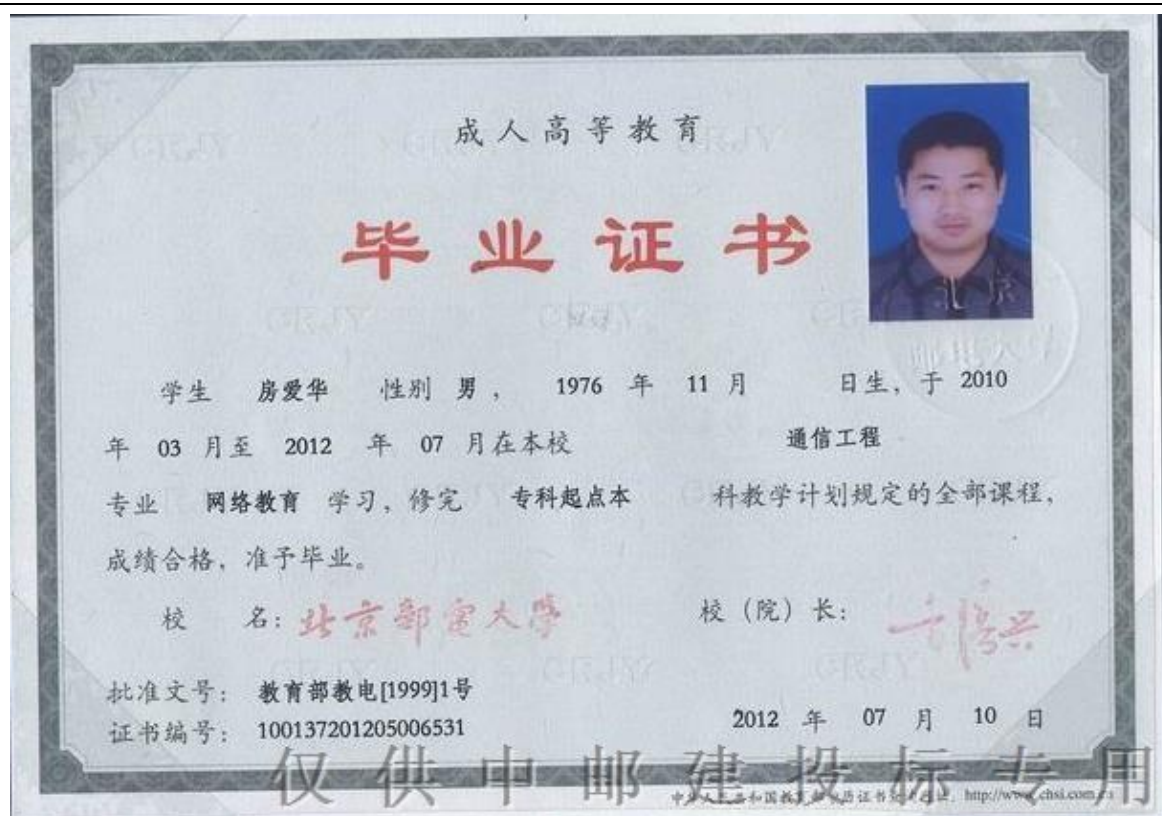 成人高等教育
毕业证书
学生 房爱华 性别 男， 1976 年 11 月 日生，于 2010
年 03 月至 2012 年 07 月在本校 通信工程
专业 网络教育 学习，修完 专科起点本 科教学计划规定的全部课程，
成绩合格，准予毕业。
校 名：北京邮电大学 校（院）长：方滨兴
批准文号：教育部教电[1999]1号
证书编号：100137201205006531
2012 年 07 月 10 日
仅供中邮建投标专用
http://www.chsi.com.cn